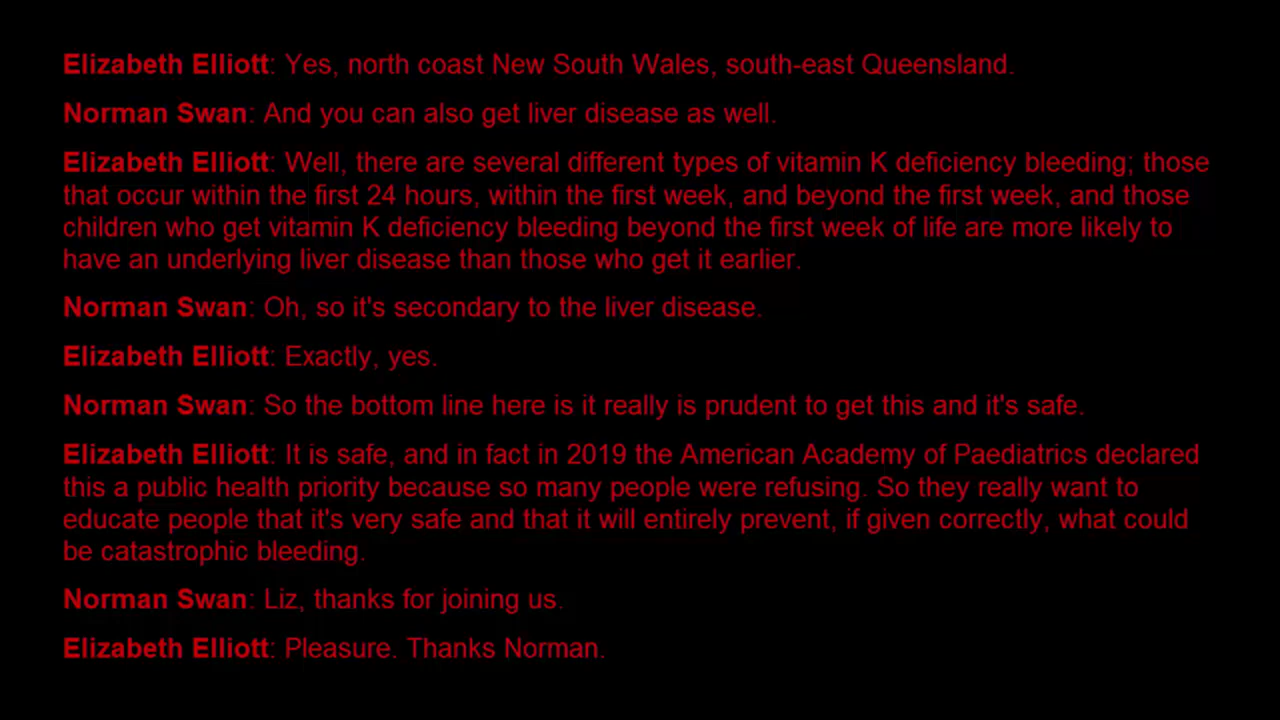 Elizabeth Elliott: Yes, north coast New South Wales, south-east Queensland.
Norman Swan: And you can also get liver disease as well.
Elizabeth Elliott: Well, there are several different types of vitamin K deficiency bleeding; those
that occur within the first 24 hours, within the first week, and beyond the first week, and those
children who get vitamin K deficiency bleeding beyond the first week of life are more likely to
have an underlying liver disease than those who get it earlier.
Norman Swan: Oh, so it's secondary to the liver disease.
Elizabeth Elliott: Exactly, yes.
Norman Swan: So the bottom line here is it really is prudent to get this and it's safe.
Elizabeth Elliott: It is safe, and in fact in 2019 the American Academy of Paediatrics declared
this a public health priority because so many people were refusing. So they really want to
educate people that it's very safe and that it will entirely prevent, if given correctly, what could
be catastrophic bleeding.
Norman Swan: Liz, thanks for joining us.
Elizabeth Elliott: Pleasure. Thanks Norman.